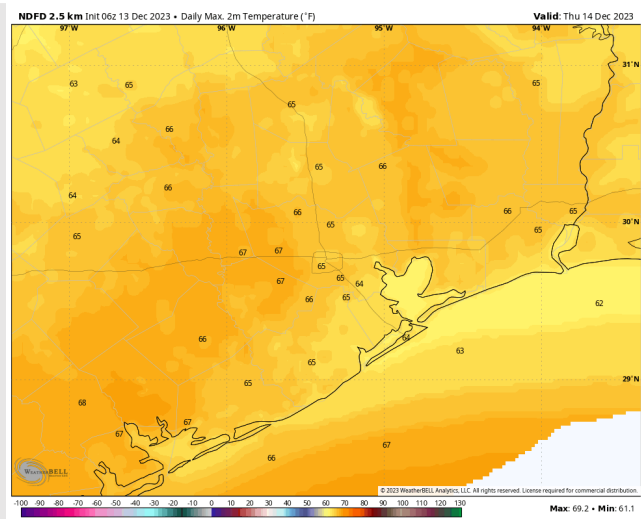 NDFD 2.5 km Init 06z 13 Dec 2023 • Daily Max. 2m Temperature (°F) Valid: Thu 14 Dec 2023
97°W 96°W 95°W 94°W
31°N
63 65 65
65
66
64
65 66
66
64
66 66 65
30°N
65 65
65
67 67
65
67 65 64
66 65
62
64
66 63
65
29°N
65
68
67
67
67
66
WEATHERBELL
© 2023 WeatherBELL Analytics, LLC. All rights reserved. License required for commercial distribution.
-100 -90 -80 -70 -60 -50 -40 -30 -20 -10 0 10 20 30 40 50 60 70 80 90 100 110 120 130
Max: 69.2 • Min: 61.1